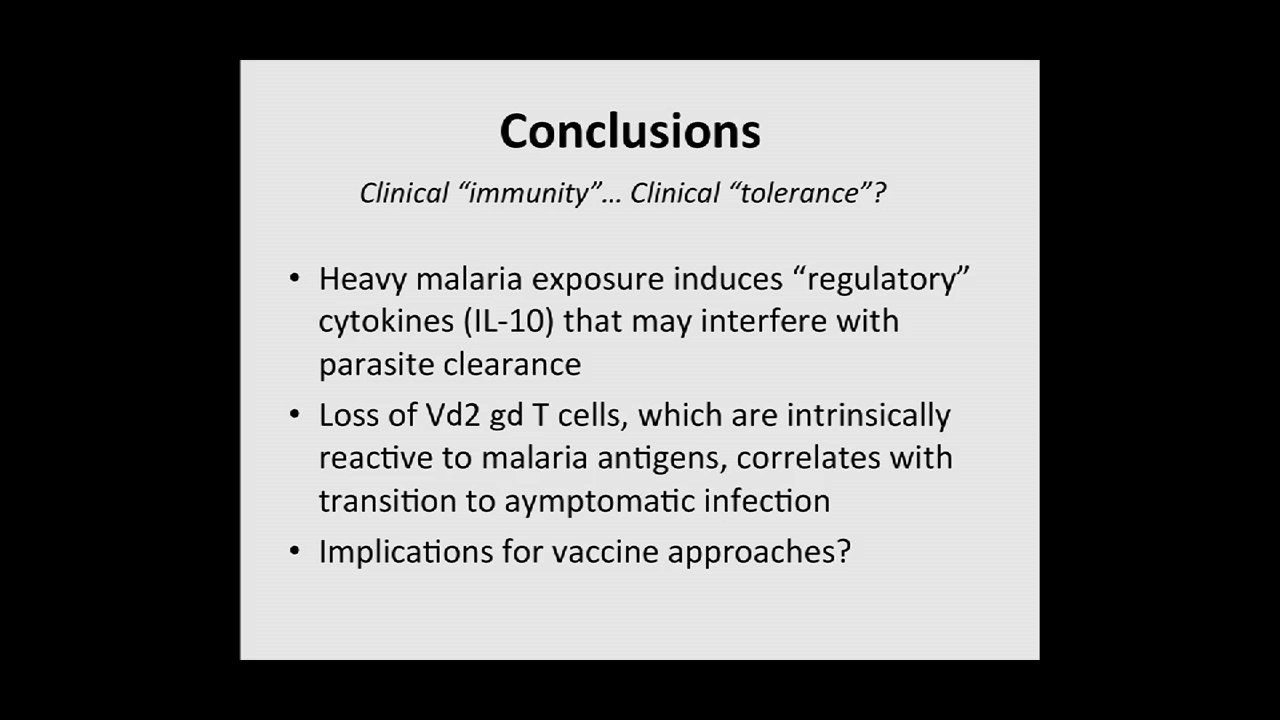 Conclusions
Clinical “immunity”... Clinical “tolerance”?
• Heavy malaria exposure induces “regulatory”
cytokines (IL-10) that may interfere with
parasite clearance
• Loss of Vd2 gd T cells, which are intrinsically
reactive to malaria antigens, correlates with
transition to aymptomatic infection
• Implications for vaccine approaches?